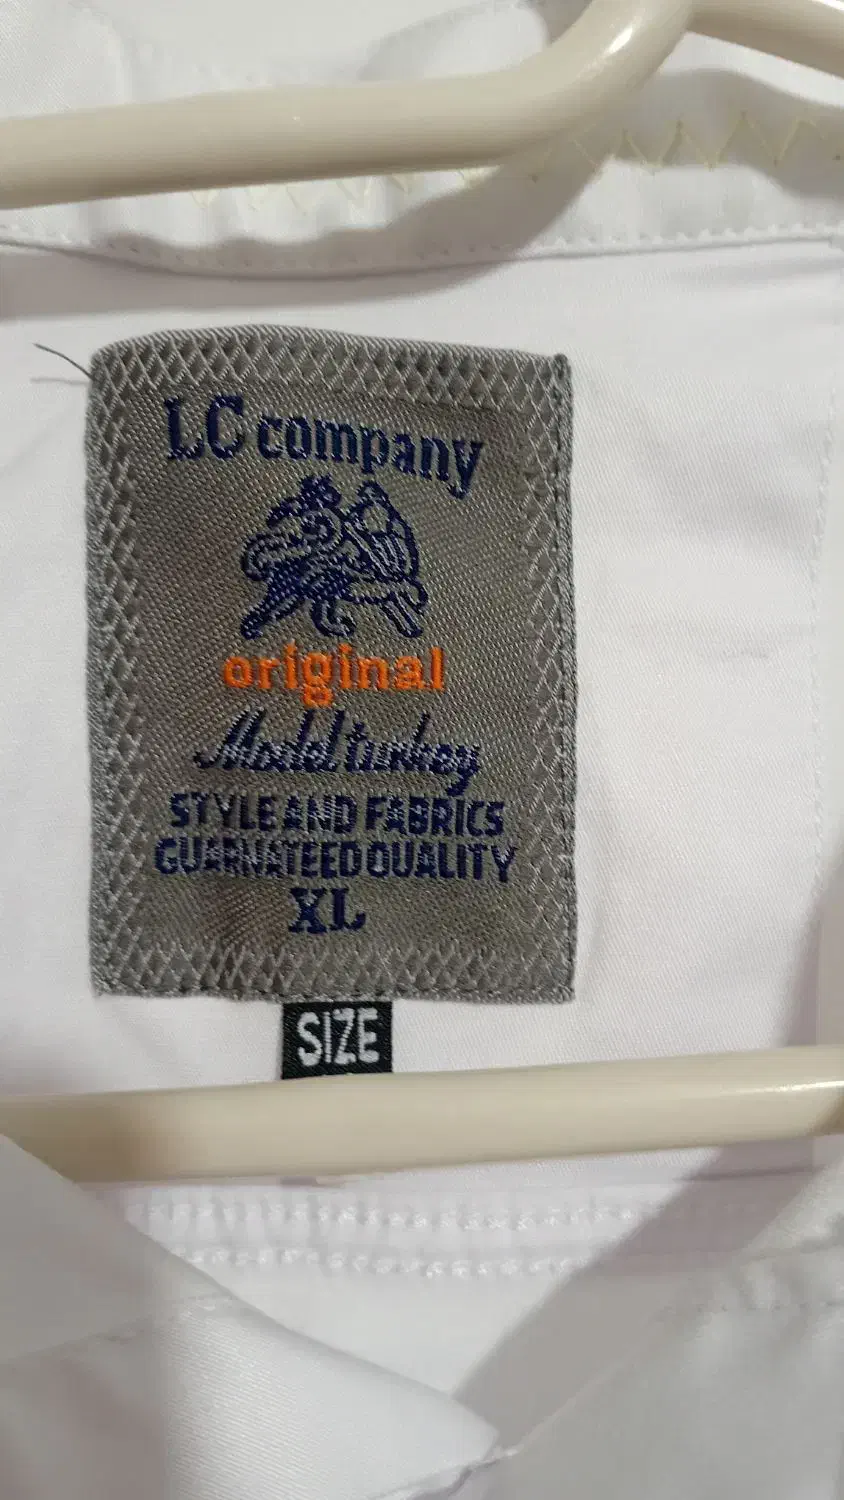 LC company
original
Model turkey
STYLE AND FABRICS
GUARNATEED QUALITY
XL
SIZE